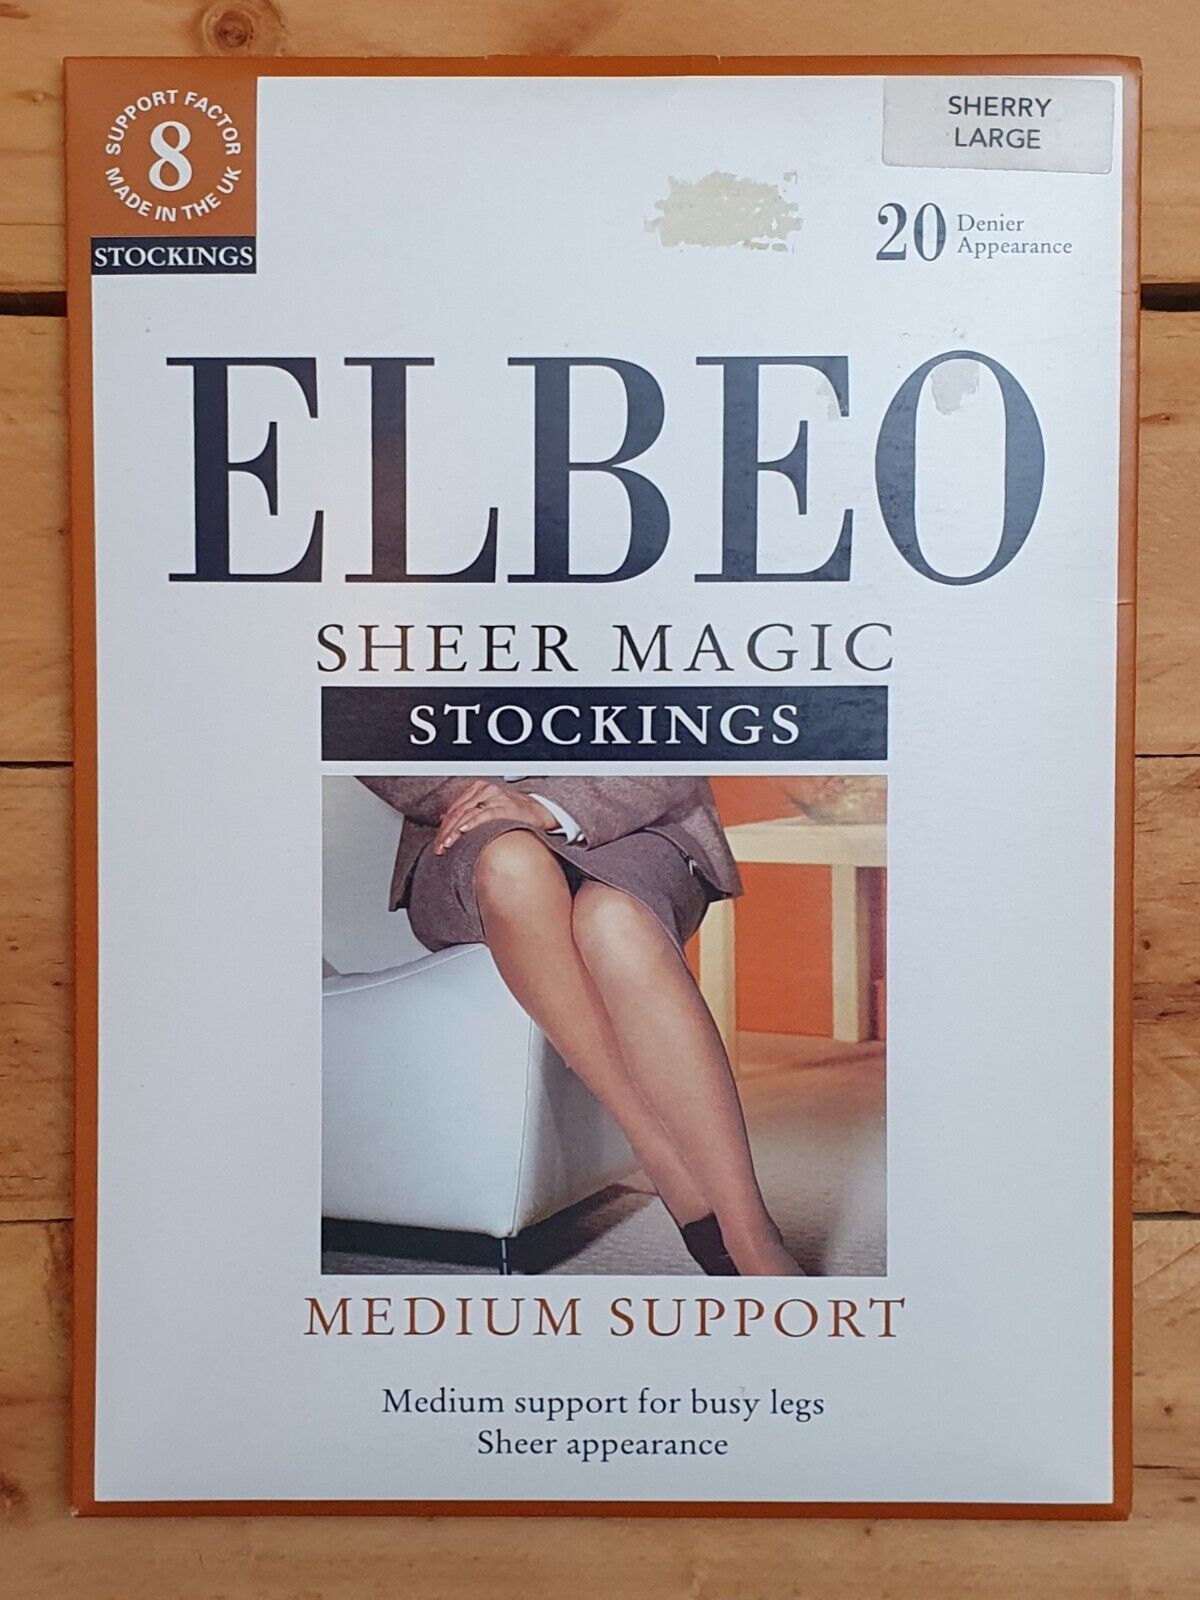 SUPPORT FACTOR
8
MADE IN THE UK
STOCKINGS
SHERRY
LARGE
20 Denier
Appearance
ELBEO
SHEER MAGIC
STOCKINGS
MEDIUM SUPPORT
Medium support for busy legs
Sheer appearance